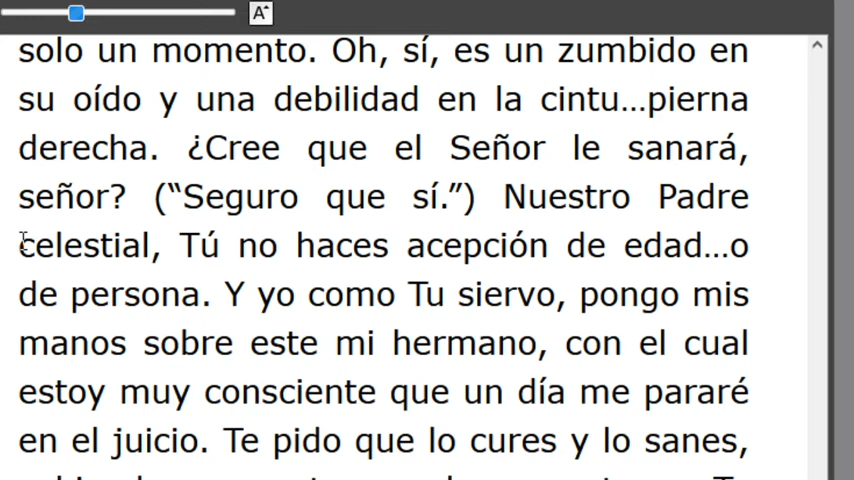 A
solo un momento. Oh, sí, es un zumbido en
su oído y una debilidad en la cintu…pierna
derecha. ¿Cree que el Señor le sanará,
señor? (“Seguro que sí.”) Nuestro Padre
celestial, Tú no haces acepción de edad…o
de persona. Y yo como Tu siervo, pongo mis
manos sobre este mi hermano, con el cual
estoy muy consciente que un día me pararé
en el juicio. Te pido que lo cures y lo sanes,